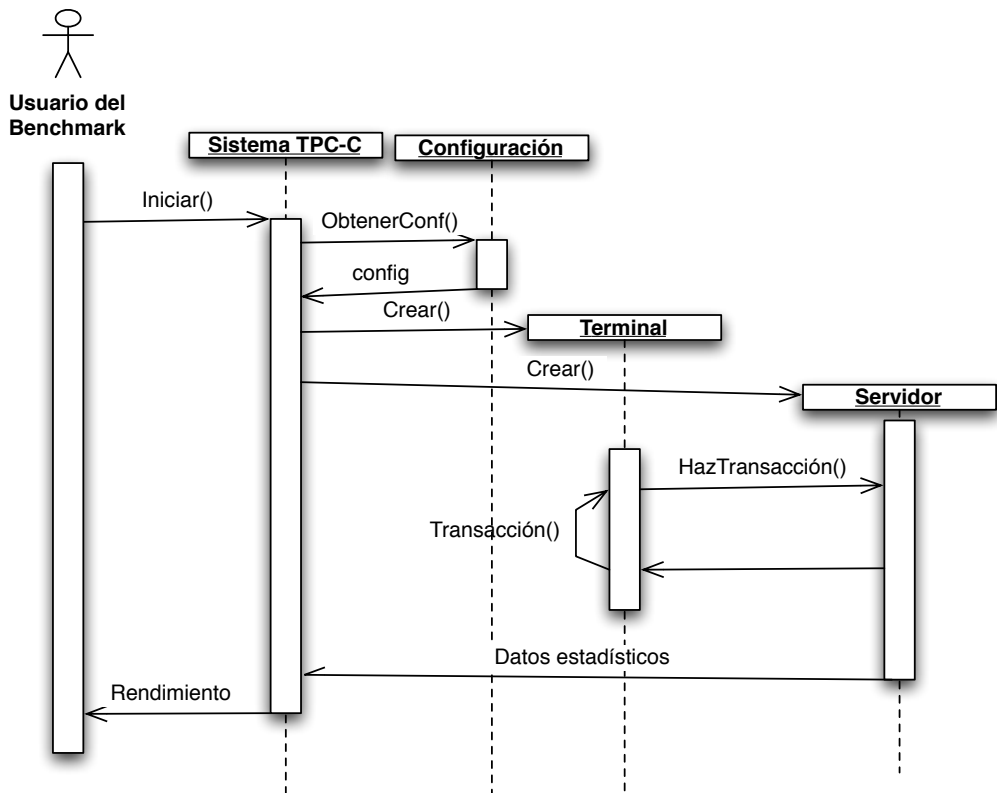 Usuario del
Benchmark
Sistema TPC-C
Configuración
Iniciar()
ObtenerConf()
config
Crear()
Terminal
Crear()
Servidor
HazTransacción()
Transacción()
Datos estadísticos
Rendimiento